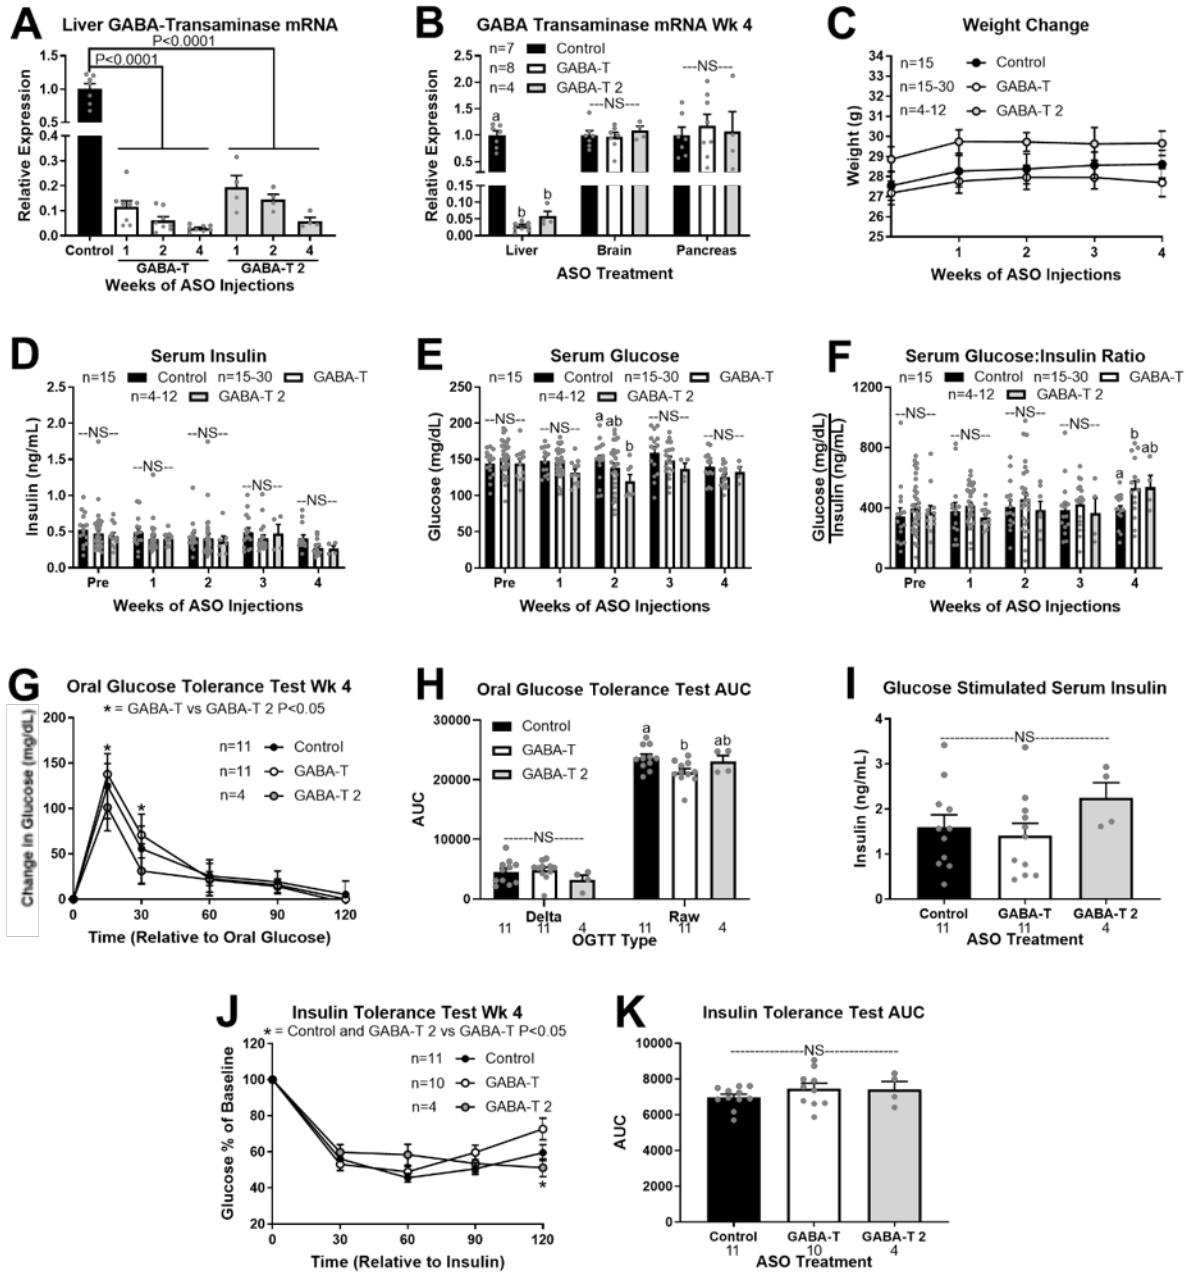 A
Liver GABA-Transaminase mRNA
P<0.0001
P<0.0001
Relative Expression
1.5
1.0
0.5
0.4
0.3
0.2
0.1
0.0
Control 1 2 4 1 2 4
GABA-T GABA-T 2
Weeks of ASO Injections
B
GABA Transaminase mRNA Wk 4
n=7 Control
n=8 GABA-T
n=4 GABA-T 2
Relative Expression
2.5
2.0
1.5
1.0
0.5
0.15
0.10
0.05
0.00
a
b
b
---NS---
---NS---
Liver Brain Pancreas
ASO Treatment
C
Weight Change
n=15 Control
n=15-30 GABA-T
n=4-12 GABA-T 2
Weight (g)
34
33
32
31
30
29
28
27
26
25
1 2 3 4
Weeks of ASO Injections
D
Serum Insulin
n=15 Control n=15-30 GABA-T
n=4-12 GABA-T 2
Insulin (ng/mL)
2.5
2.0
1.5
1.0
0.5
0.0
--NS--
--NS--
--NS--
--NS--
--NS--
Pre 1 2 3 4
Weeks of ASO Injections
E
Serum Glucose
n=15 Control n=15-30 GABA-T
n=4-12 GABA-T 2
Glucose (mg/dL)
250
200
150
100
50
0
--NS--
--NS--
a ab b
--NS--
--NS--
Pre 1 2 3 4
Weeks of ASO Injections
F
Serum Glucose:Insulin Ratio
n=15 Control n=15-30 GABA-T
n=4-12 GABA-T 2
Glucose (mg/dL)
Insulin (ng/mL)
1200
800
400
0
--NS--
--NS--
--NS--
--NS--
a b ab
Pre 1 2 3 4
Weeks of ASO Injections
G
Oral Glucose Tolerance Test Wk 4
* = GABA-T vs GABA-T 2 P<0.05
n=11 Control
n=11 GABA-T
n=4 GABA-T 2
Change in Glucose (mg/dL)
200
150
100
50
0
*
*
0 30 60 90 120
Time (Relative to Oral Glucose)
H
Oral Glucose Tolerance Test AUC
Control
GABA-T
GABA-T 2
AUC
30000
20000
10000
0
--------NS--------
a b ab
Delta Raw
11 11 4 11 11 4
OGTT Type
I
Glucose Stimulated Serum Insulin
Insulin (ng/mL)
4
3
2
1
0
------------------NS------------------
Control GABA-T GABA-T 2
11 11 4
ASO Treatment
J
Insulin Tolerance Test Wk 4
* = Control and GABA-T 2 vs GABA-T P<0.05
n=11 Control
n=10 GABA-T
n=4 GABA-T 2
Glucose % of Baseline
120
100
80
60
40
20
*
0 30 60 90 120
Time (Relative to Insulin)
K
Insulin Tolerance Test AUC
AUC
10000
8000
6000
4000
2000
0
------------------NS------------------
Control GABA-T GABA-T 2
11 10 4
ASO Treatment